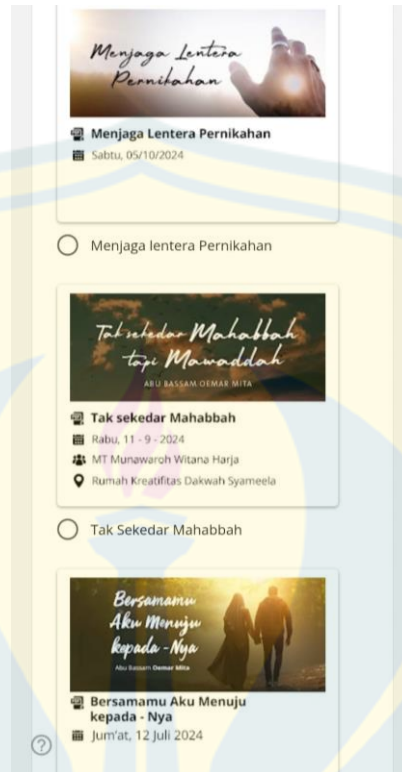 Menjaga Lentera
Pernikahan
Menjaga Lentera Pernikahan
Sabtu, 05/10/2024
Menjaga lentera Pernikahan
Tak sekedar Mahabbah
tapi Mawaddah
ABU BASSAM OEMAR MITA
Tak sekedar Mahabbah
Rabu, 11 - 9 - 2024
MT Munawaroh Witana Harja
Rumah Kreatifitas Dakwah Syameela
Tak Sekedar Mahabbah
Bersamamu
Aku Menuju
kepada - Nya
Abu Bassam Oemar Mita
Bersamamu Aku Menuju
kepada - Nya
Jum'at, 12 Juli 2024
?